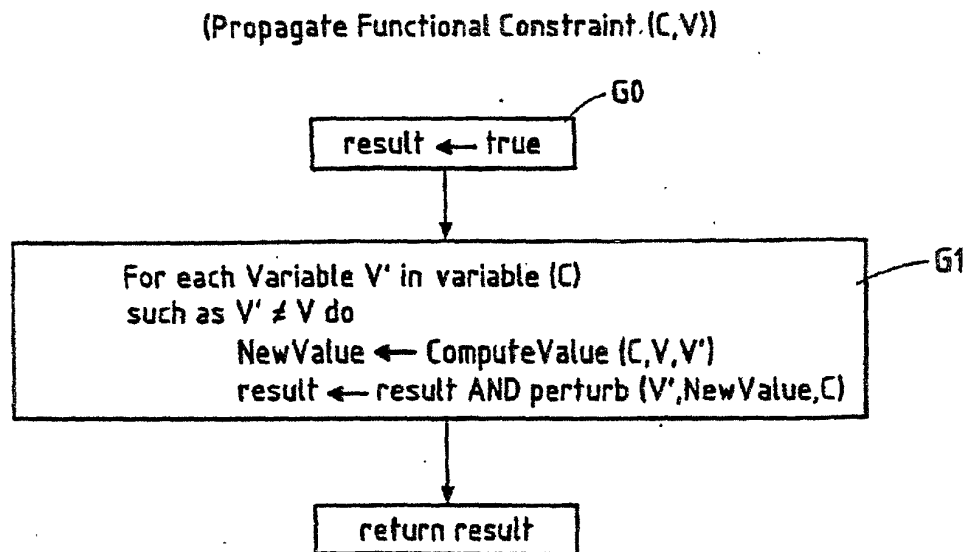 (Propagate Functional Constraint.(C,V))
G0
result ← true
G1
For each Variable V' in variable (C)
such as V' ≠ V do
NewValue ← ComputeValue (C,V,V')
result ← result AND perturb (V',NewValue,C)
return result